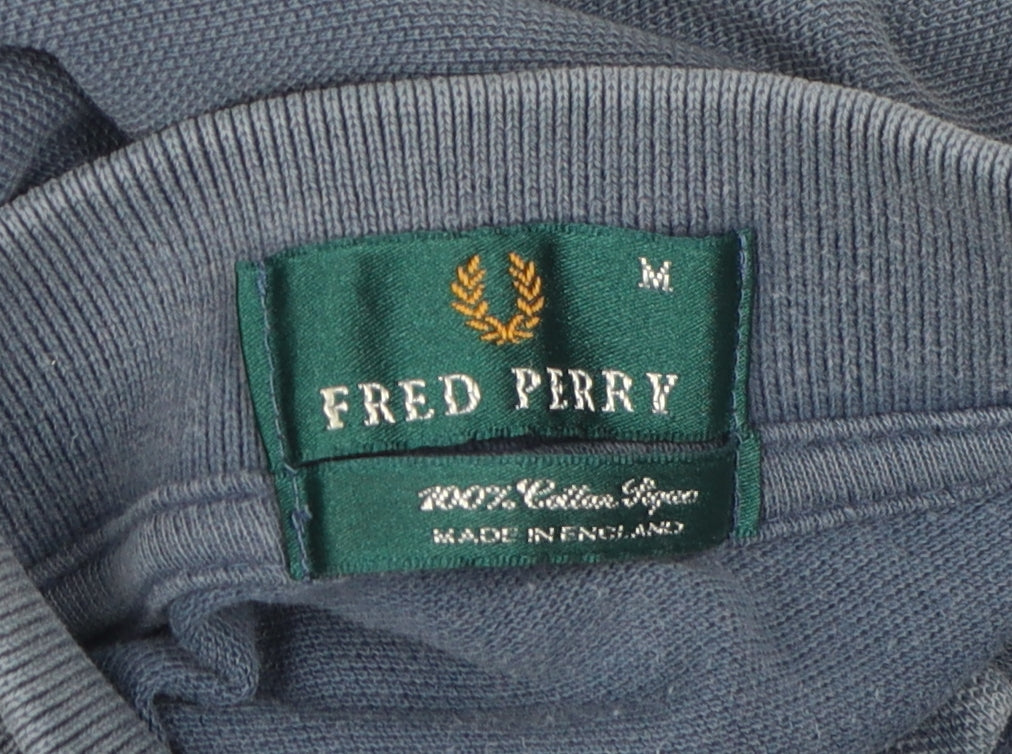 M
FRED PERRY
100% Cotton Pique
MADE IN ENGLAND